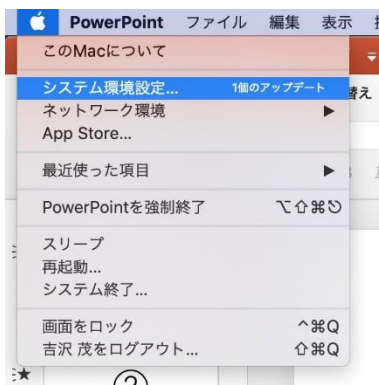 PowerPoint ファイル 編集 表示
このMacについて
システム環境設定... 1個のアップデート
ネットワーク環境 ▶
App Store...
最近使った項目 ▶
PowerPointを強制終了 ⌥⇧⌘⎋
スリープ
再起動...
システム終了...
画面をロック ^⌘Q
吉沢 茂をログアウト... ⇧⌘Q
替え
②